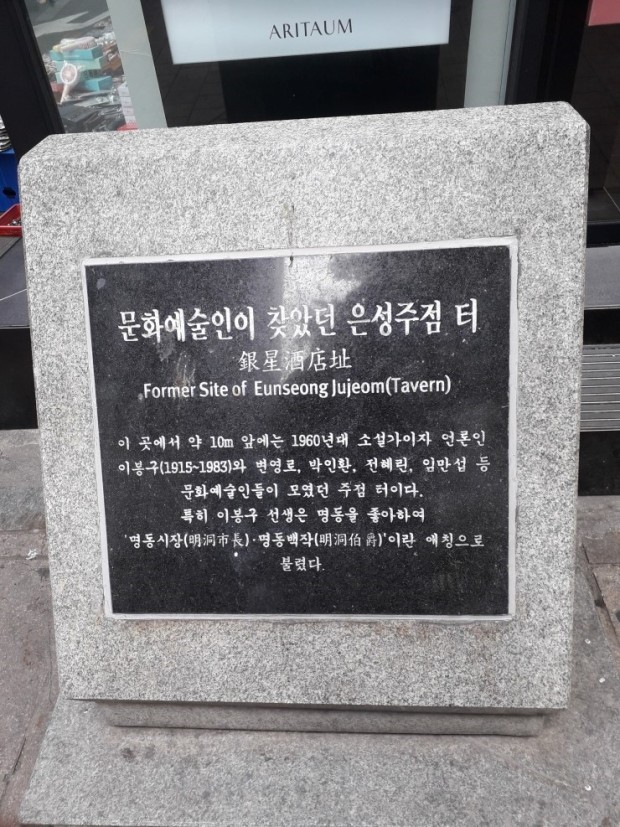 ARITAUM
문화예술인이 찾았던 은성주점 터
銀星酒店址
Former Site of Eunseong Jujeom(Tavern)
이 곳에서 약 10m 앞에는 1960년대 소설가이자 언론인
이봉구(1915~1983)와 변영로, 박인환, 전혜린, 임만섭 등
문화예술인들이 모였던 주점 터이다.
특히 이봉구 선생은 명동을 좋아하여
'명동시장(明洞市長)·명동백작(明洞伯爵)'이란 애칭으로
불렸다.